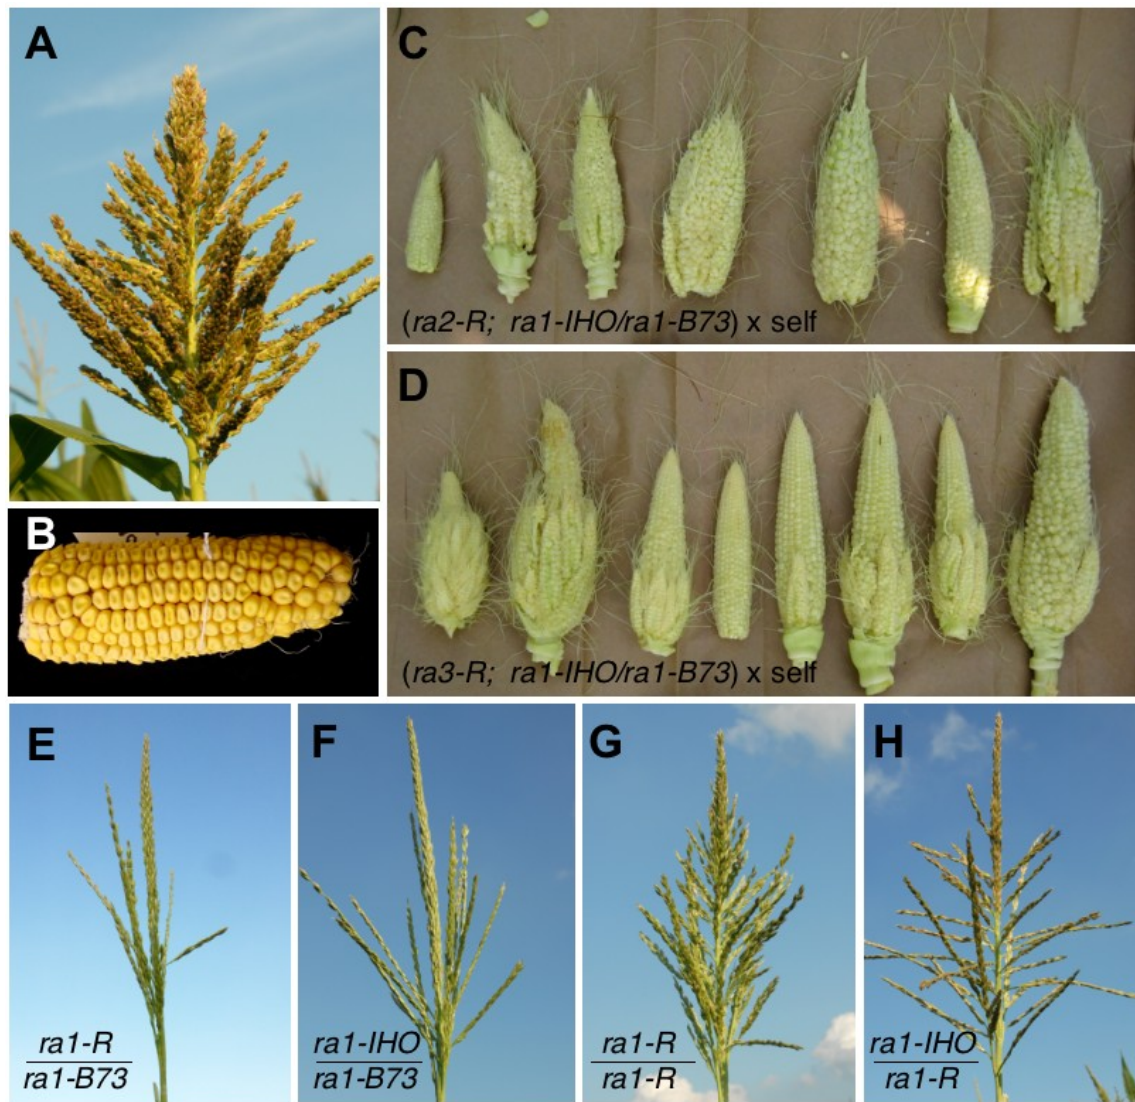 A
C
(ra2-R; ra1-IHO/ra1-B73) x self
B
D
(ra3-R; ra1-IHO/ra1-B73) x self
E
ra1-R
ra1-B73
F
ra1-IHO
ra1-B73
G
ra1-R
ra1-R
H
ra1-IHO
ra1-R